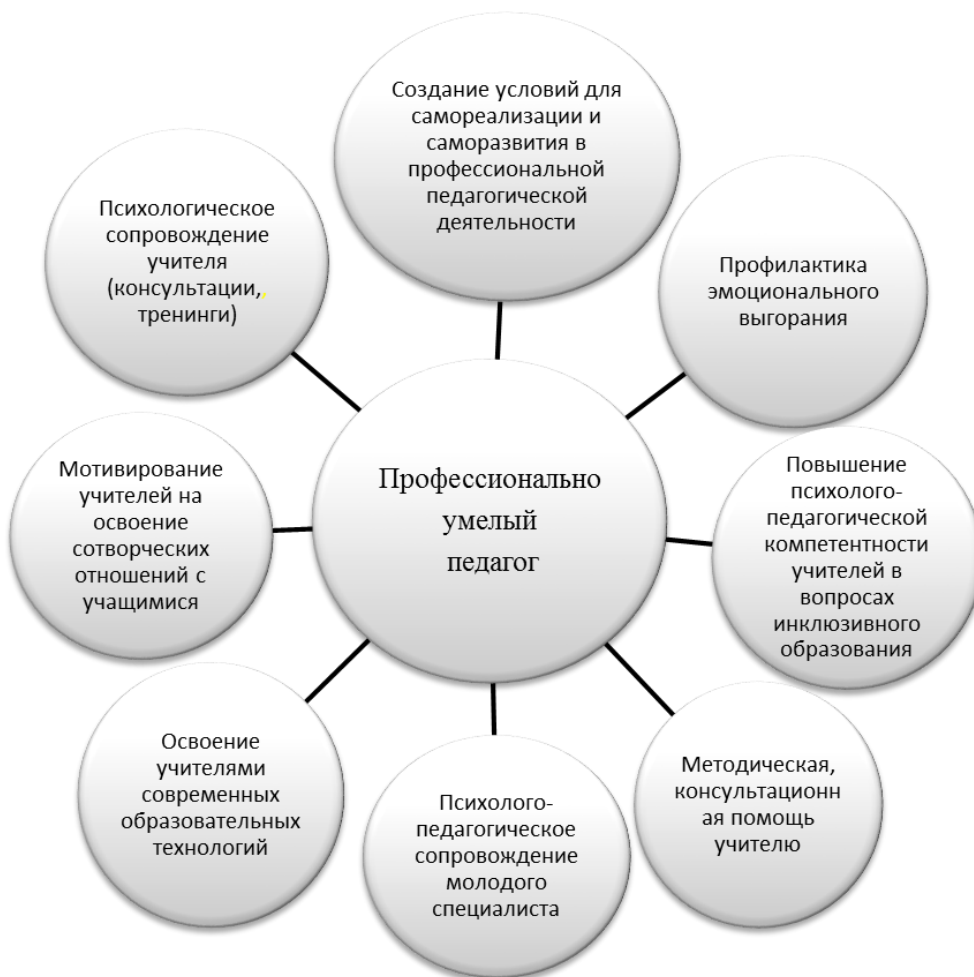 Создание условий для
самореализации и
саморазвития в
профессиональной
педагогической
деятельности
Психологическое
сопровождение
учителя
(консультации,
тренинги)
Профилактика
эмоционального
выгорания
Профессионально
умелый
педагог
Мотивирование
учителей на
освоение
сотворческих
отношений с
учащимися
Повышение
психолого-
педагогической
компетентности
учителей в
вопросах
инклюзивного
образования
Освоение
учителями
современных
образовательных
технологий
Психолого-
педагогическое
сопровождение
молодого
специалиста
Методическая,
консультационн
ая помощь
учителю